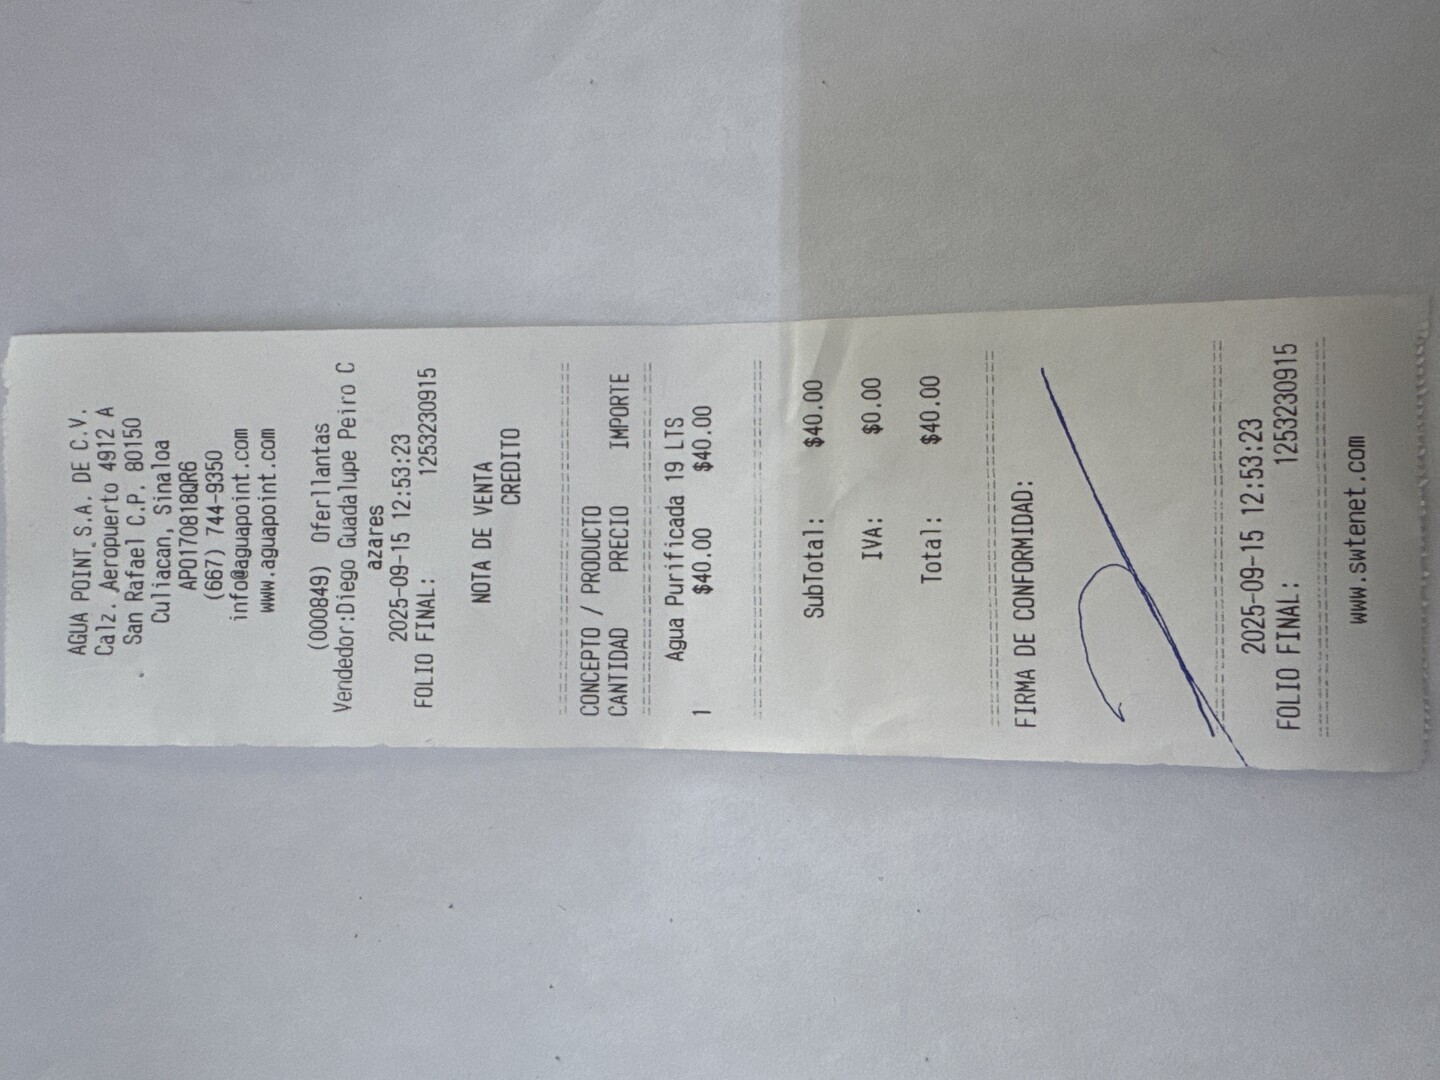 AGUA POINT S.A. DE C.V.
Calz. Aeropuerto 4912 A
San Rafael C.P. 80150
Culiacan, Sinaloa
APO170818QR6
(667) 744-9350
info@aguapoint.com
www.aguapoint.com
(000849) Oferllantas
Vendedor:Diego Guadalupe Peiro C
azares
2025-09-15 12:53:23
FOLIO FINAL: 1253230915
NOTA DE VENTA
CREDITO
CONCEPTO / PRODUCTO
CANTIDAD PRECIO IMPORTE
Agua Purificada 19 LTS
1 $40.00 $40.00
SubTotal: $40.00
IVA: $0.00
Total: $40.00
FIRMA DE CONFORMIDAD:
2025-09-15 12:53:23
FOLIO FINAL: 1253230915
www.swtenet.com